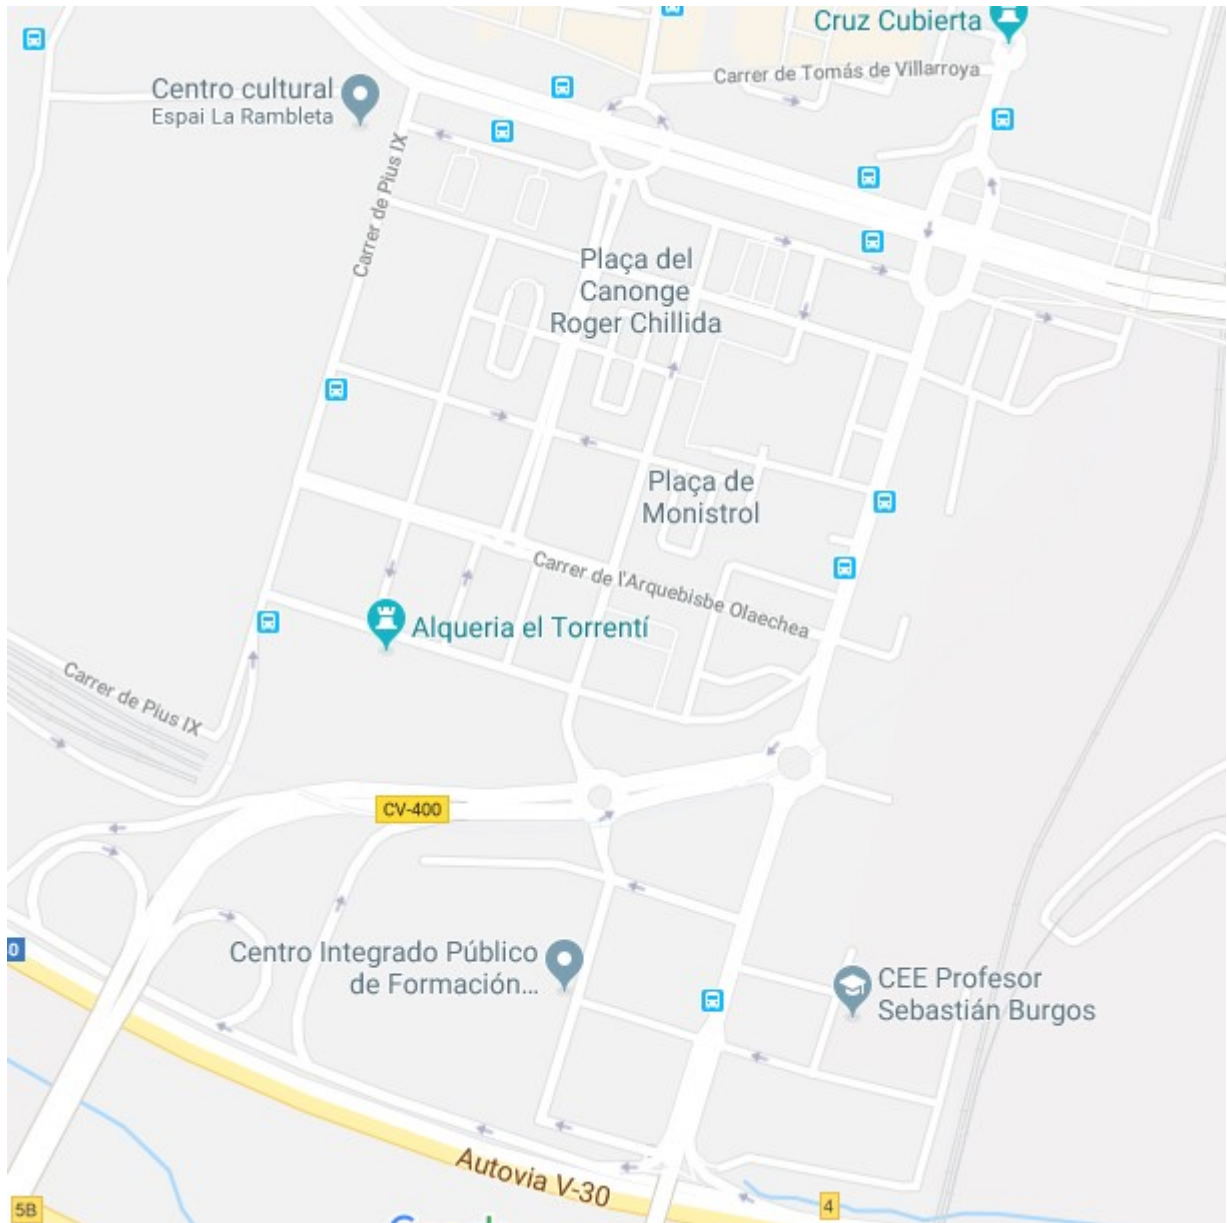 Cruz Cubierta
Carrer de Tomás de Villarroya
Centro cultural
Espai La Rambleta
Carrer de Pius IX
Plaça del
Canonge
Roger Chillida
Plaça de
Monistrol
Carrer de l'Arquebisbe Olaechea
Alqueria el Torrentí
Carrer de Pius IX
CV-400
Centro Integrado Público
de Formación...
CEE Profesor
Sebastián Burgos
Autovia V-30
5B
4